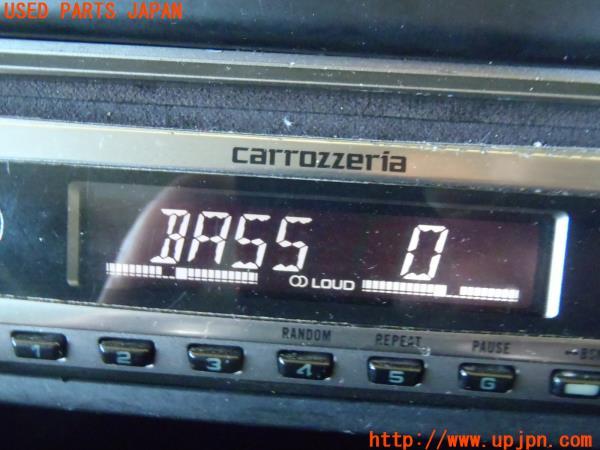 USED PARTS JAPAN
carrozzeria
BASS 0
LOUD
RANDOM REPEAT PAUSE
1 2 3 4 5 6
http://www.upjpn.com/